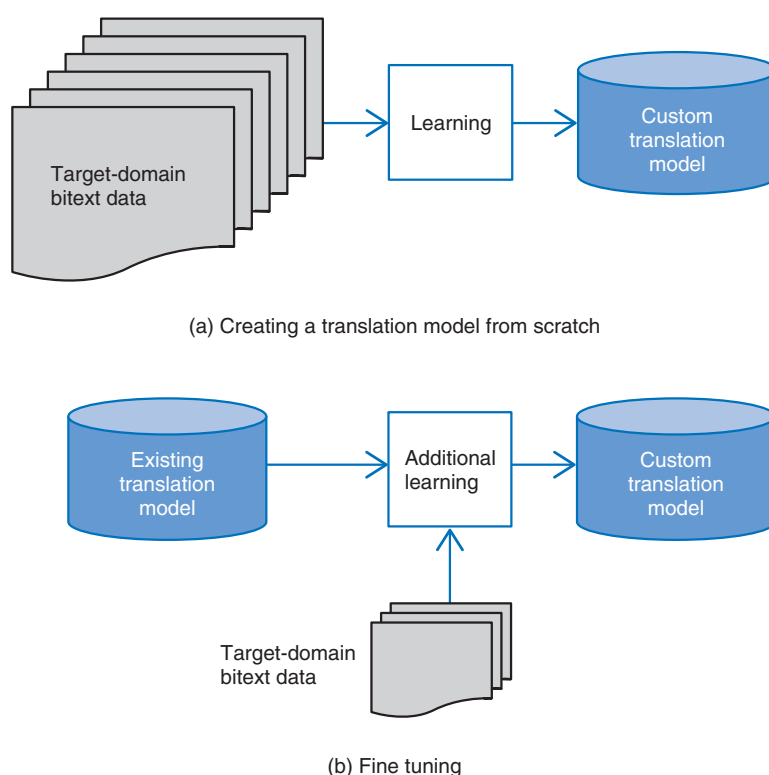 Target-domain
bitext data
Learning
Custom
translation
model
(a) Creating a translation model from scratch
Existing
translation
model
Additional
learning
Custom
translation
model
Target-domain
bitext data
(b) Fine tuning